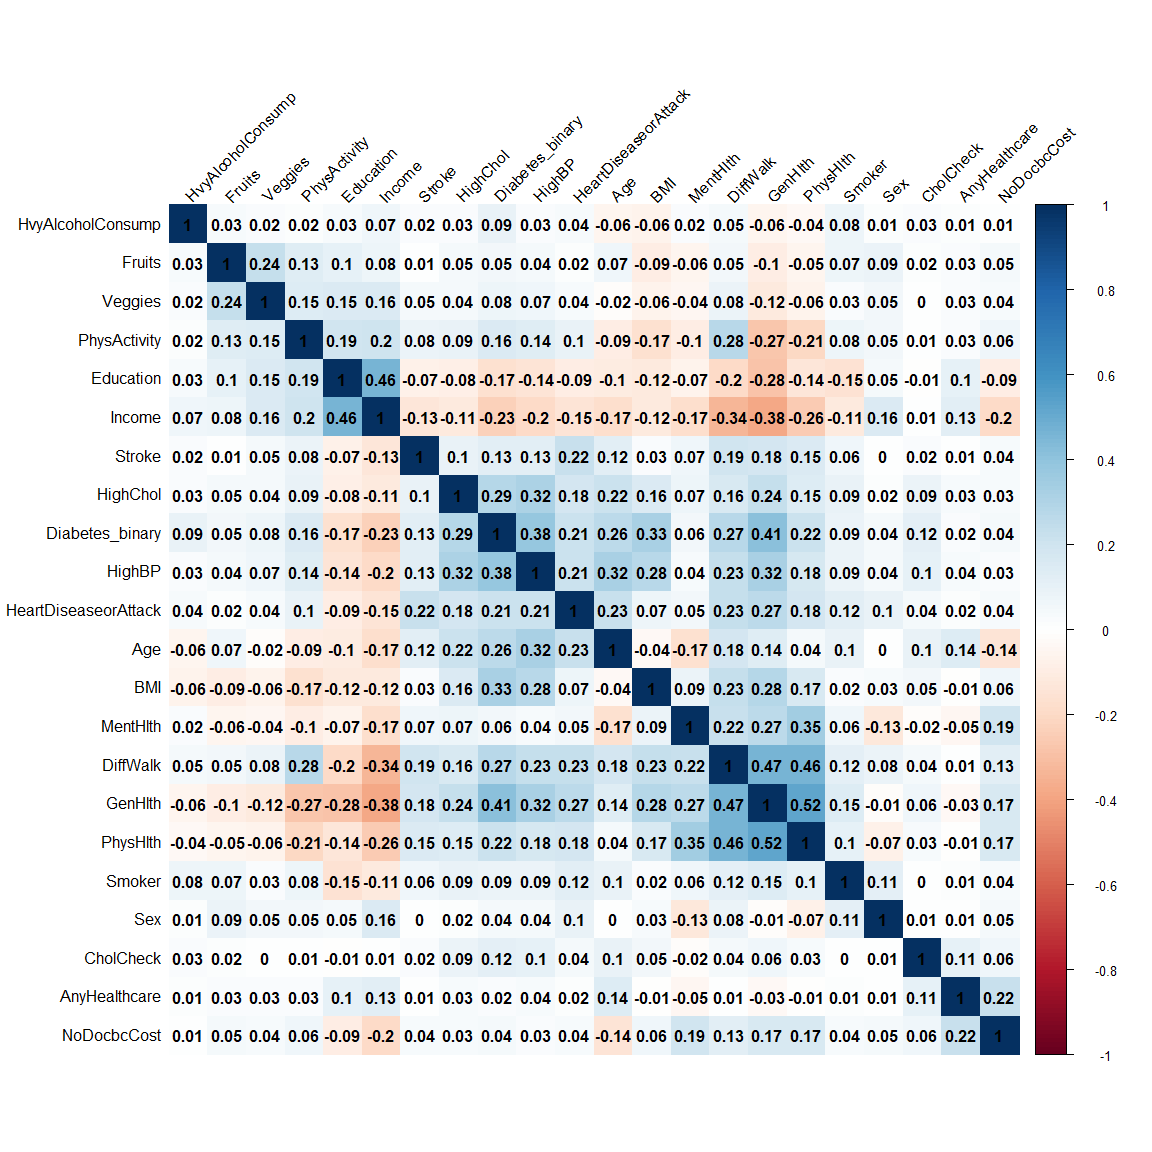 HvyAlcoholConsump Fruits Veggies PhysActivity Education Income Stroke HighChol Diabetes_binary HighBP HeartDiseaseorAttack Age BMI MentHlth DiffWalk GenHlth PhysHlth Smoker Sex CholCheck AnyHealthcare NoDocbcCost
HvyAlcoholConsump 1 0.03 0.02 0.02 0.03 0.07 0.02 0.03 0.09 0.03 0.04 -0.06 -0.06 0.02 0.05 -0.06 -0.04 0.08 0.01 0.03 0.01 0.01
Fruits 0.03 1 0.24 0.13 0.1 0.08 0.01 0.05 0.05 0.04 0.02 0.07 -0.09 -0.06 0.05 -0.1 -0.05 0.07 0.09 0.02 0.03 0.05
Veggies 0.02 0.24 1 0.15 0.15 0.16 0.05 0.04 0.08 0.07 0.04 -0.02 -0.06 -0.04 0.08 -0.12 -0.06 0.03 0.05 0 0.03 0.04
PhysActivity 0.02 0.13 0.15 1 0.19 0.2 0.08 0.09 0.16 0.14 0.1 -0.09 -0.17 -0.1 0.28 -0.27 -0.21 0.08 0.05 0.01 0.03 0.06
Education 0.03 0.1 0.15 0.19 1 0.46 -0.07 -0.08 -0.17 -0.14 -0.09 -0.1 -0.12 -0.07 -0.2 -0.28 -0.14 -0.15 0.05 -0.01 0.1 -0.09
Income 0.07 0.08 0.16 0.2 0.46 1 -0.13 -0.11 -0.23 -0.2 -0.15 -0.17 -0.12 -0.17 -0.34 -0.38 -0.26 -0.11 0.16 0.01 0.13 -0.2
Stroke 0.02 0.01 0.05 0.08 -0.07 -0.13 1 0.1 0.13 0.13 0.22 0.12 0.03 0.07 0.19 0.18 0.15 0.06 0 0.02 0.01 0.04
HighChol 0.03 0.05 0.04 0.09 -0.08 -0.11 0.1 1 0.29 0.32 0.18 0.22 0.16 0.07 0.16 0.24 0.15 0.09 0.02 0.09 0.03 0.03
Diabetes_binary 0.09 0.05 0.08 0.16 -0.17 -0.23 0.13 0.29 1 0.38 0.21 0.26 0.33 0.06 0.27 0.41 0.22 0.09 0.04 0.12 0.02 0.04
HighBP 0.03 0.04 0.07 0.14 -0.14 -0.2 0.13 0.32 0.38 1 0.21 0.32 0.28 0.04 0.23 0.32 0.18 0.09 0.04 0.1 0.04 0.03
HeartDiseaseorAttack 0.04 0.02 0.04 0.1 -0.09 -0.15 0.22 0.18 0.21 0.21 1 0.23 0.07 0.05 0.23 0.27 0.18 0.12 0.1 0.04 0.02 0.04
Age -0.06 0.07 -0.02 -0.09 -0.1 -0.17 0.12 0.22 0.26 0.32 0.23 1 -0.04 -0.17 0.18 0.14 0.04 0.1 0 0.1 0.14 -0.14
BMI -0.06 -0.09 -0.06 -0.17 -0.12 -0.12 0.03 0.16 0.33 0.28 0.07 -0.04 1 0.09 0.23 0.28 0.17 0.02 0.03 0.05 -0.01 0.06
MentHlth 0.02 -0.06 -0.04 -0.1 -0.07 -0.17 0.07 0.07 0.06 0.04 0.05 -0.17 0.09 1 0.22 0.27 0.35 0.06 -0.13 -0.02 -0.05 0.19
DiffWalk 0.05 0.05 0.08 0.28 -0.2 -0.34 0.19 0.16 0.27 0.23 0.23 0.18 0.23 0.22 1 0.47 0.46 0.12 0.08 0.04 0.01 0.13
GenHlth -0.06 -0.1 -0.12 -0.27 -0.28 -0.38 0.18 0.24 0.41 0.32 0.27 0.14 0.28 0.27 0.47 1 0.52 0.15 -0.01 0.06 -0.03 0.17
PhysHlth -0.04 -0.05 -0.06 -0.21 -0.14 -0.26 0.15 0.15 0.22 0.18 0.18 0.04 0.17 0.35 0.46 0.52 1 0.1 -0.07 0.03 -0.01 0.17
Smoker 0.08 0.07 0.03 0.08 -0.15 -0.11 0.06 0.09 0.09 0.09 0.12 0.1 0.02 0.06 0.12 0.15 0.1 1 0.11 0 0.01 0.04
Sex 0.01 0.09 0.05 0.05 0.05 0.16 0 0.02 0.04 0.04 0.1 0 0.03 -0.13 0.08 -0.01 -0.07 0.11 1 0.01 0.01 0.05
CholCheck 0.03 0.02 0 0.01 -0.01 0.01 0.02 0.09 0.12 0.1 0.04 0.1 0.05 -0.02 0.04 0.06 0.03 0 0.01 1 0.11 0.06
AnyHealthcare 0.01 0.03 0.03 0.03 0.1 0.13 0.01 0.03 0.02 0.04 0.02 0.14 -0.01 -0.05 0.01 -0.03 -0.01 0.01 0.01 0.11 1 0.22
NoDocbcCost 0.01 0.05 0.04 0.06 -0.09 -0.2 0.04 0.03 0.04 0.03 0.04 -0.14 0.06 0.19 0.13 0.17 0.17 0.04 0.05 0.06 0.22 1
1
0.8
0.6
0.4
0.2
0
-0.2
-0.4
-0.6
-0.8
-1